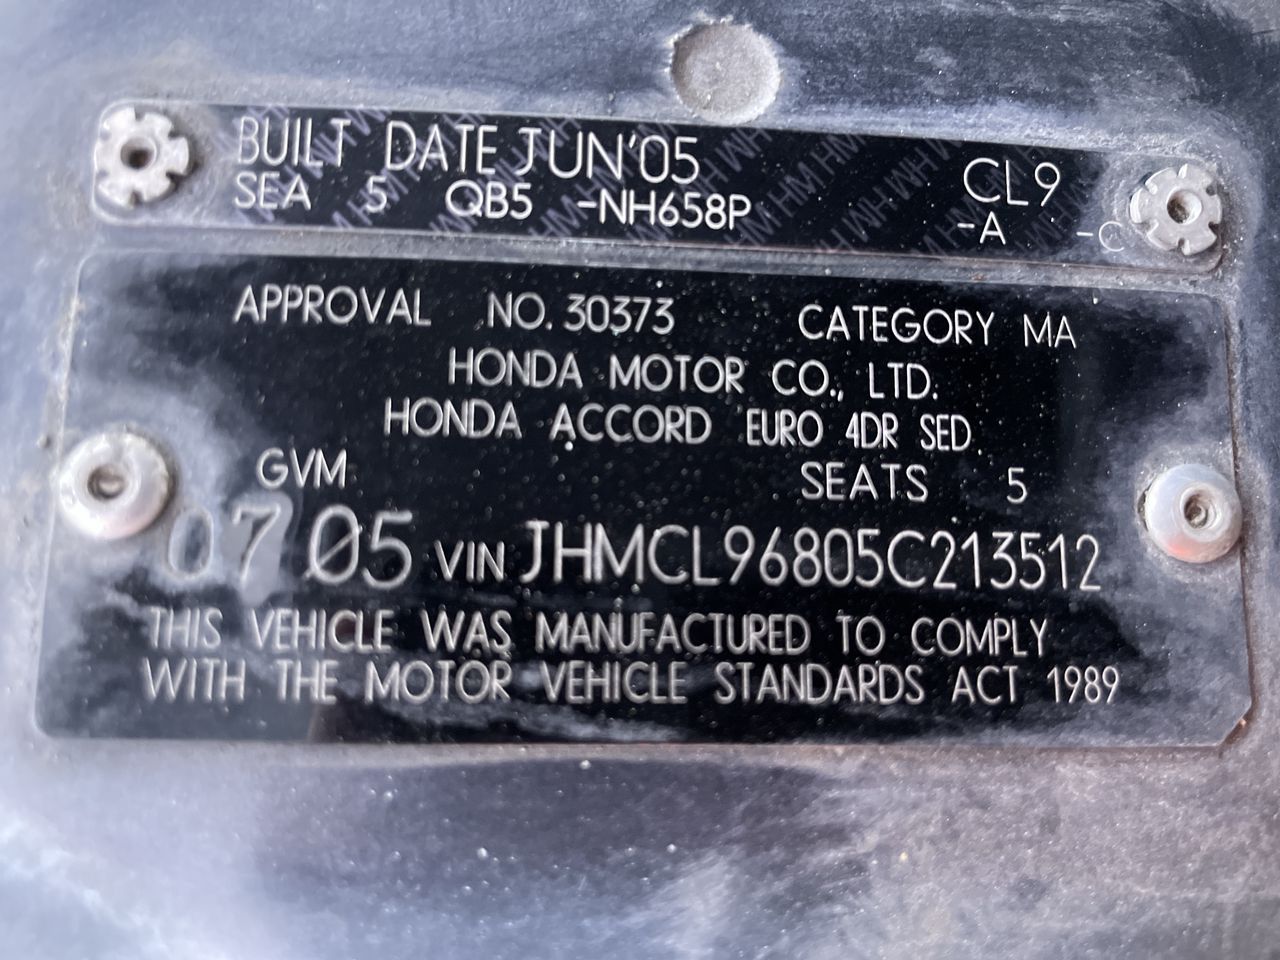 BUILT DATE JUN'05 CL9
SEA 5 QB5 -NH658P -A -C
APPROVAL NO. 30373 CATEGORY MA
HONDA MOTOR CO., LTD.
HONDA ACCORD EURO 4DR SED.
GVM SEATS 5
07 05 VIN JHMCL96805C213512
THIS VEHICLE WAS MANUFACTURED TO COMPLY
WITH THE MOTOR VEHICLE STANDARDS ACT 1989